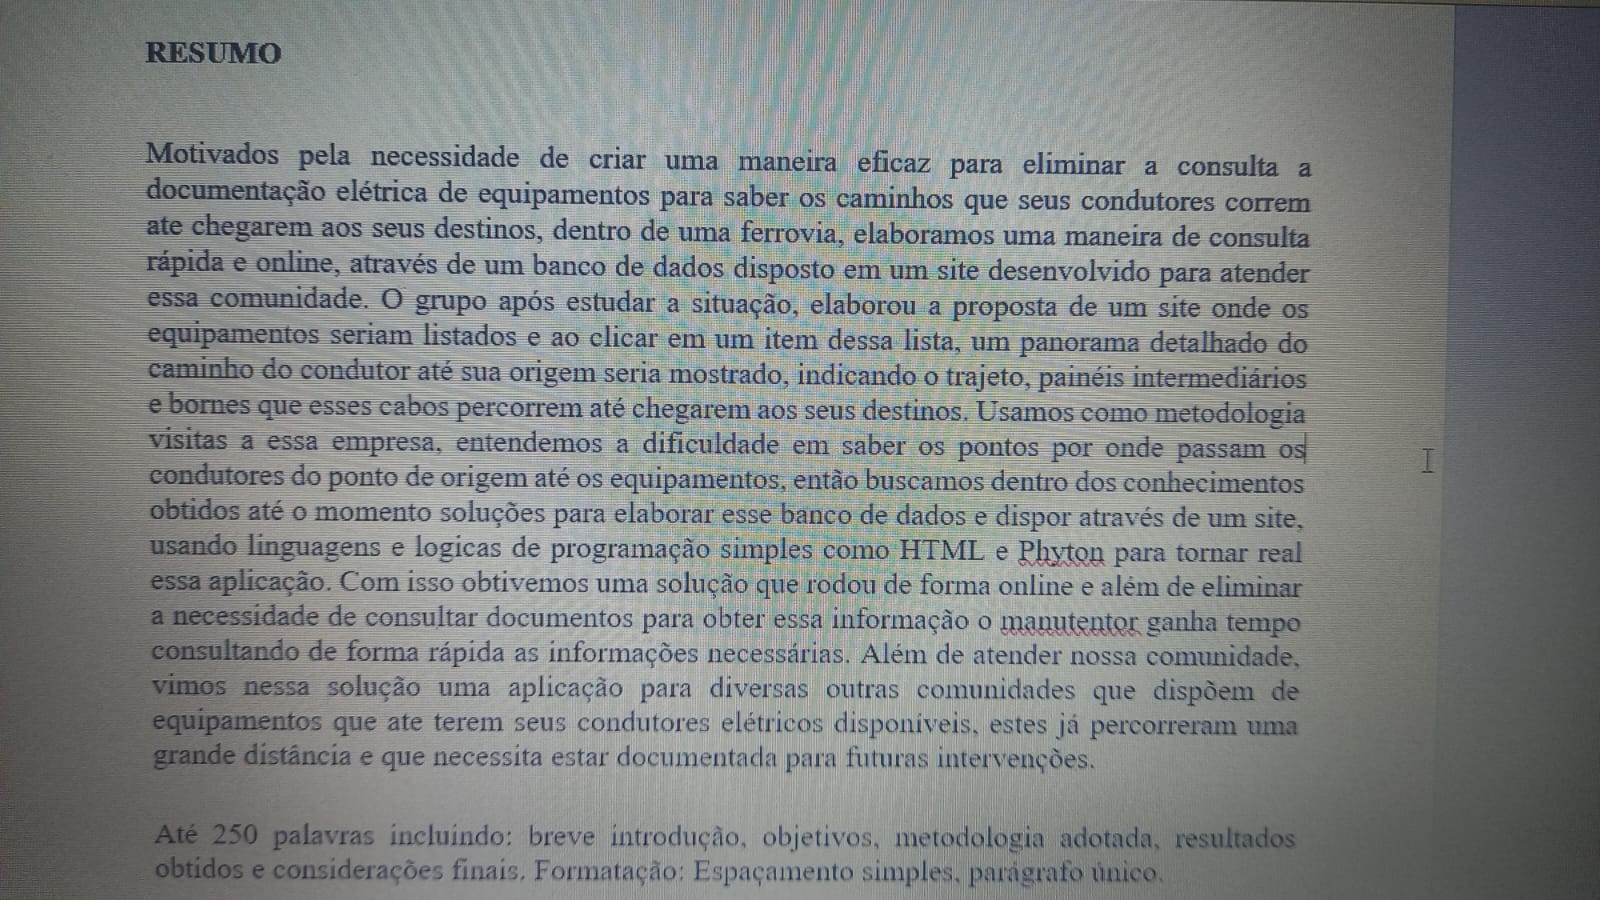 RESUMO
Motivados pela necessidade de criar uma maneira eficaz para eliminar a consulta a
documentação elétrica de equipamentos para saber os caminhos que seus condutores correm
ate chegarem aos seus destinos, dentro de uma ferrovia, elaboramos uma maneira de consulta
rápida e online, através de um banco de dados disposto em um site desenvolvido para atender
essa comunidade. O grupo após estudar a situação, elaborou a proposta de um site onde os
equipamentos seriam listados e ao clicar em um item dessa lista, um panorama detalhado do
caminho do condutor até sua origem seria mostrado, indicando o trajeto, painéis intermediários
e bornes que esses cabos percorrem até chegarem aos seus destinos. Usamos como metodologia
visitas a essa empresa, entendemos a dificuldade em saber os pontos por onde passam os
condutores do ponto de origem até os equipamentos, então buscamos dentro dos conhecimentos
obtidos até o momento soluções para elaborar esse banco de dados e dispor através de um site,
usando linguagens e logicas de programação simples como HTML e Phyton para tornar real
essa aplicação. Com isso obtivemos uma solução que rodou de forma online e além de eliminar
a necessidade de consultar documentos para obter essa informação o manutentor ganha tempo
consultando de forma rápida as informações necessárias. Além de atender nossa comunidade,
vimos nessa solução uma aplicação para diversas outras comunidades que dispõem de
equipamentos que ate terem seus condutores elétricos disponíveis, estes já percorreram uma
grande distância e que necessita estar documentada para futuras intervenções.
Até 250 palavras incluindo: breve introdução, objetivos, metodologia adotada, resultados
obtidos e considerações finais. Formatação: Espaçamento simples, parágrafo único.